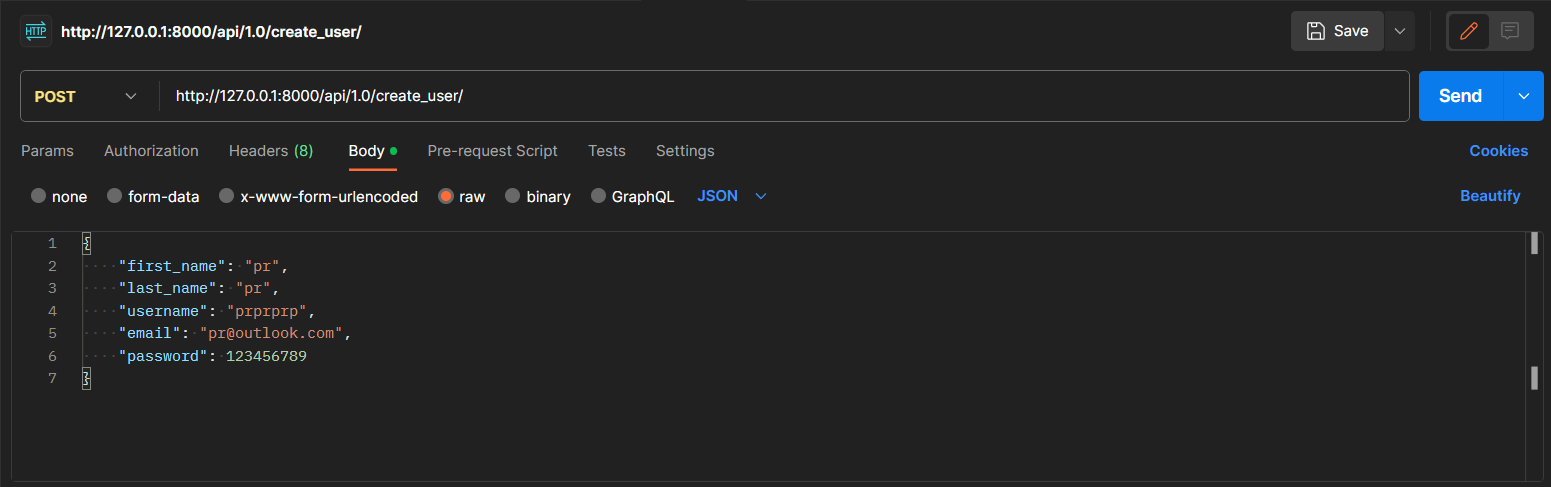 HTTP http://127.0.0.1:8000/api/1.0/create_user/ Save
POST http://127.0.0.1:8000/api/1.0/create_user/ Send
Params Authorization Headers (8) Body Pre-request Script Tests Settings Cookies
none form-data x-www-form-urlencoded raw binary GraphQL JSON Beautify
1 {
2 "first_name": "pr",
3 "last_name": "pr",
4 "username": "prprprp",
5 "email": "pr@outlook.com",
6 "password": 123456789
7 }